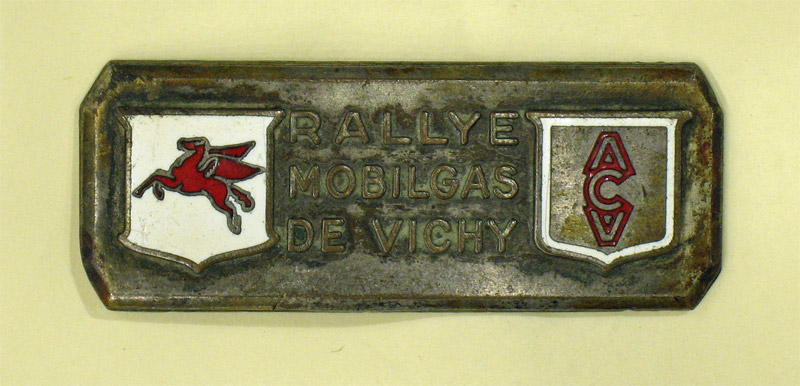 RALLYE
MOBILGAS
DE VICHY
ACV